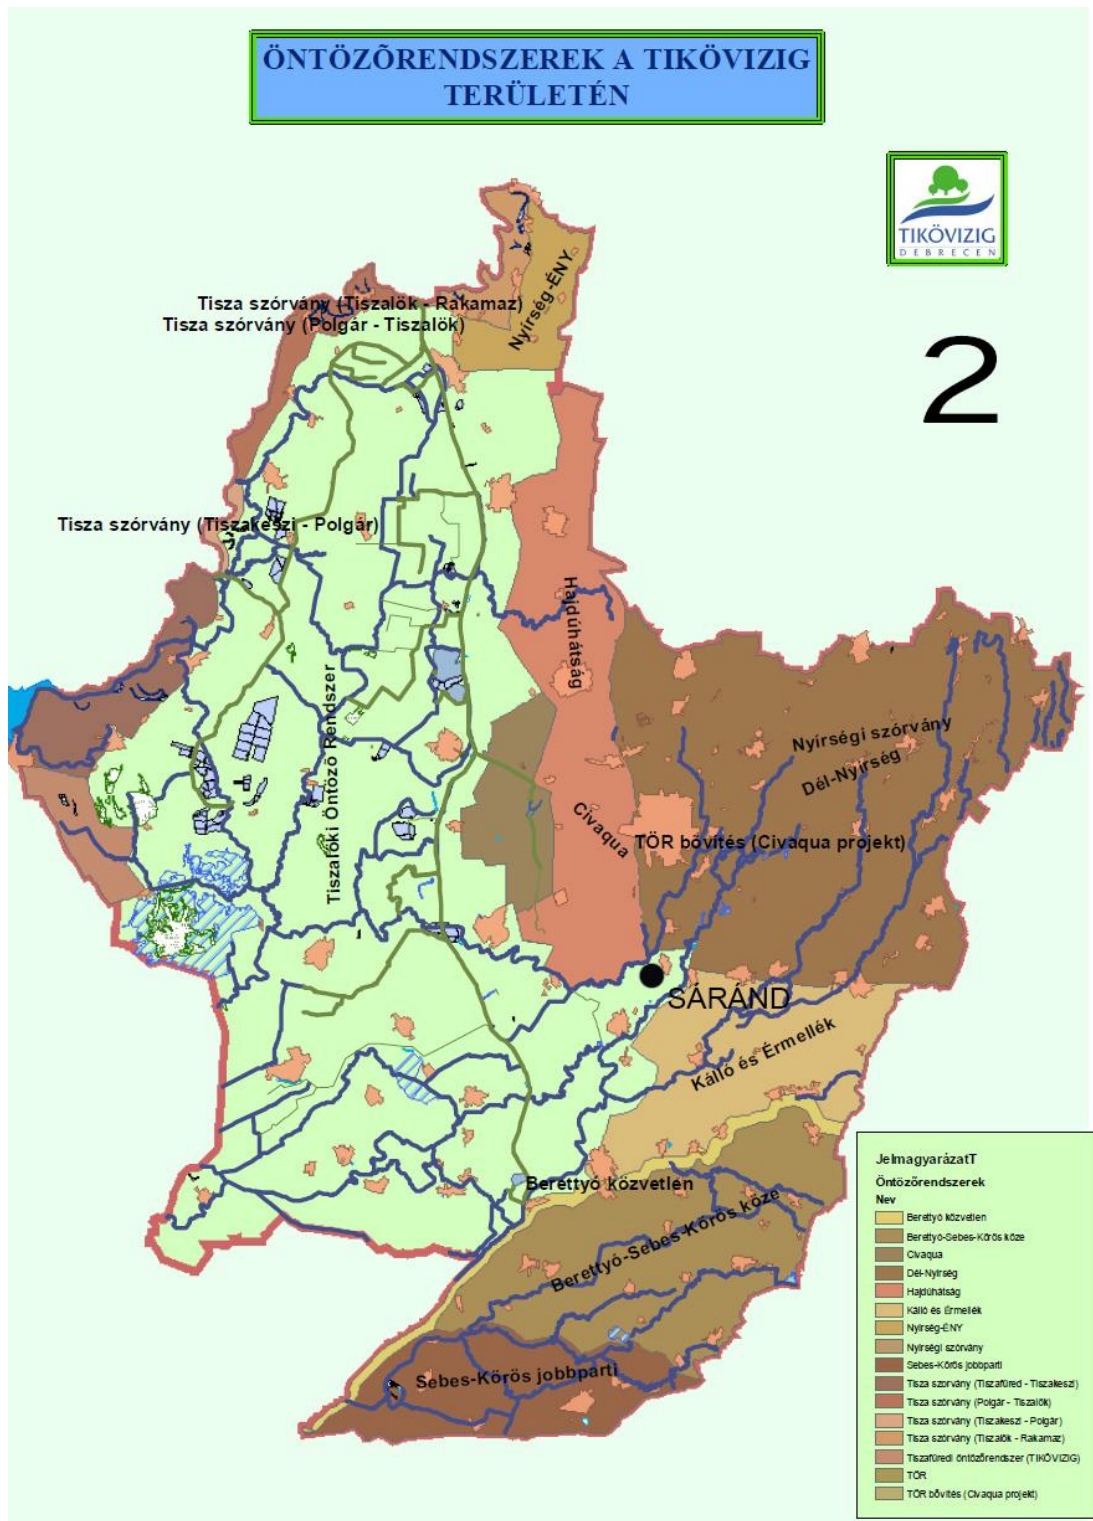 ÖNTÖZÕRENDSZEREK A TIKÖVIZIG
TERÜLETÉN
TIKÖVIZIG
DEBRECEN
2
Nyírség-ÉNY
Tisza szórvány (Tiszalök - Rakamaz)
Tisza szórvány (Polgár - Tiszalök)
Tisza szórvány (Tiszakeszi - Polgár)
Hajdúhátság
Tiszalöki Öntöző Rendszer
Nyírségi szórvány
Dél-Nyírség
Cívaqua
TÖR bővítés (Civaqua projekt)
SÁRÁND
Kálló és Érmellék
Berettyó közvetlen
Berettyó-Sebes-Körös köze
Sebes-Körös jobbparti
JelmagyarázatT
Öntözőrendszerek
Nev
Berettyó közvetlen
Berettyó-Sebes-Körös köze
Civaqua
Dél-Nyírség
Hajdúhátság
Kálló és Érmellék
Nyírség-ÉNY
Nyírségi szórvány
Sebes-Körös jobbparti
Tisza szórvány (Tiszafüred - Tiszakeszi)
Tisza szórvány (Polgár - Tiszalök)
Tisza szórvány (Tiszakeszi - Polgár)
Tisza szórvány (Tiszalök - Rakamaz)
Tiszafüredi öntözőrendszer (TIKÖVIZIG)
TÖR
TÖR bővítés (Civaqua projekt)